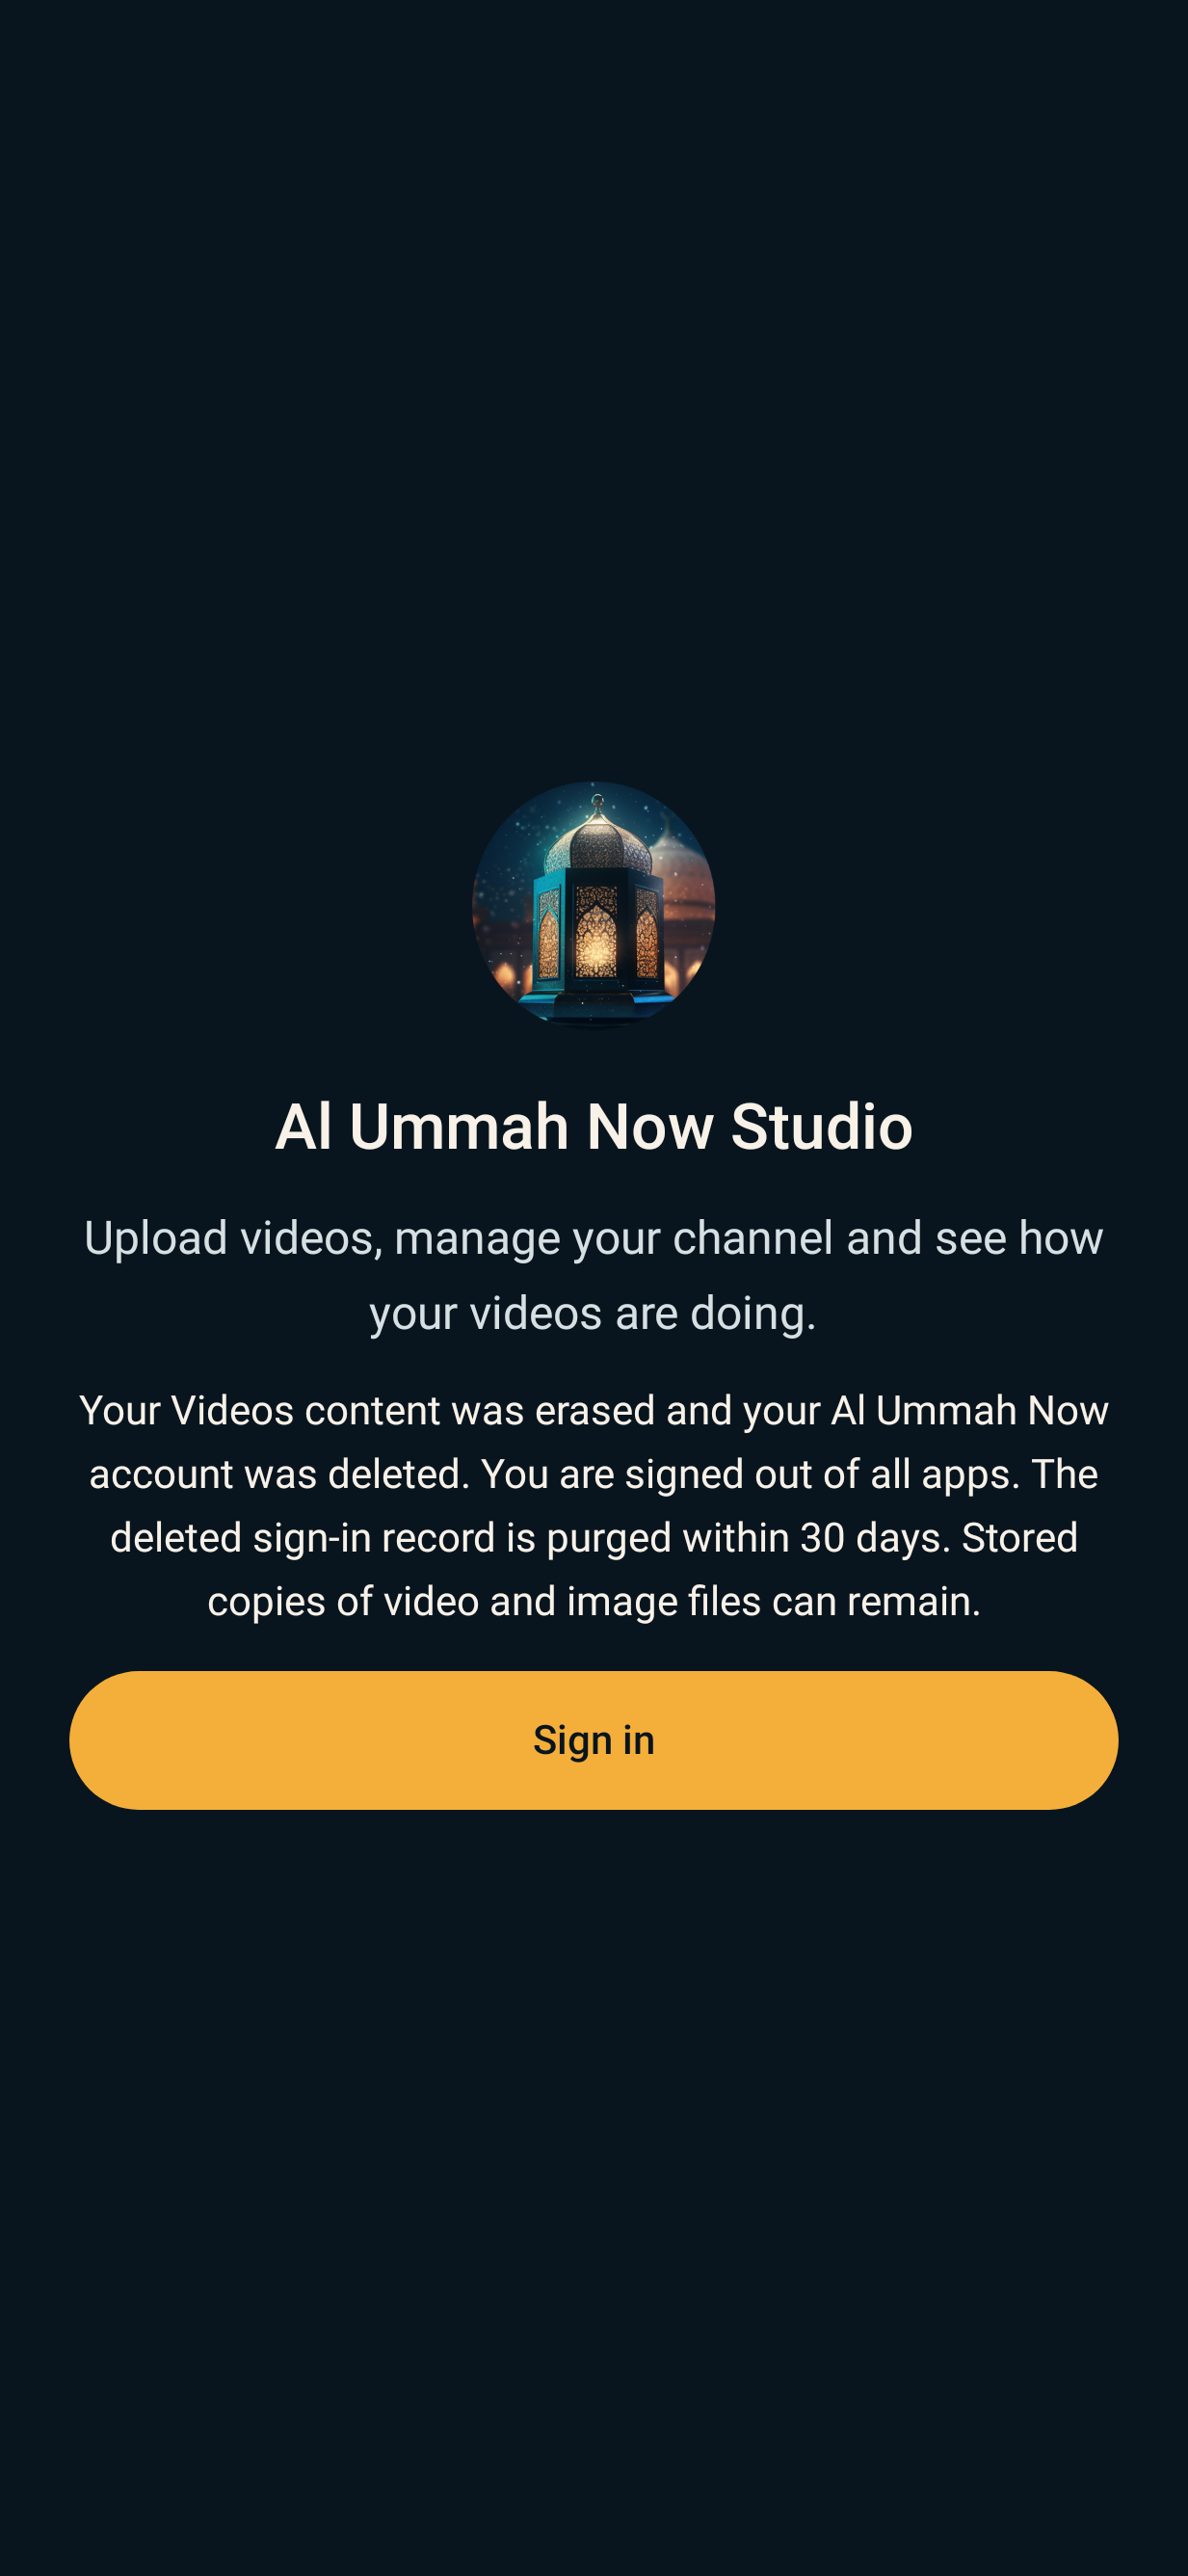 Al Ummah Now Studio
Upload videos, manage your channel and see how
your videos are doing.
Your Videos content was erased and your Al Ummah Now
account was deleted. You are signed out of all apps. The
deleted sign-in record is purged within 30 days. Stored
copies of video and image files can remain.
Sign in